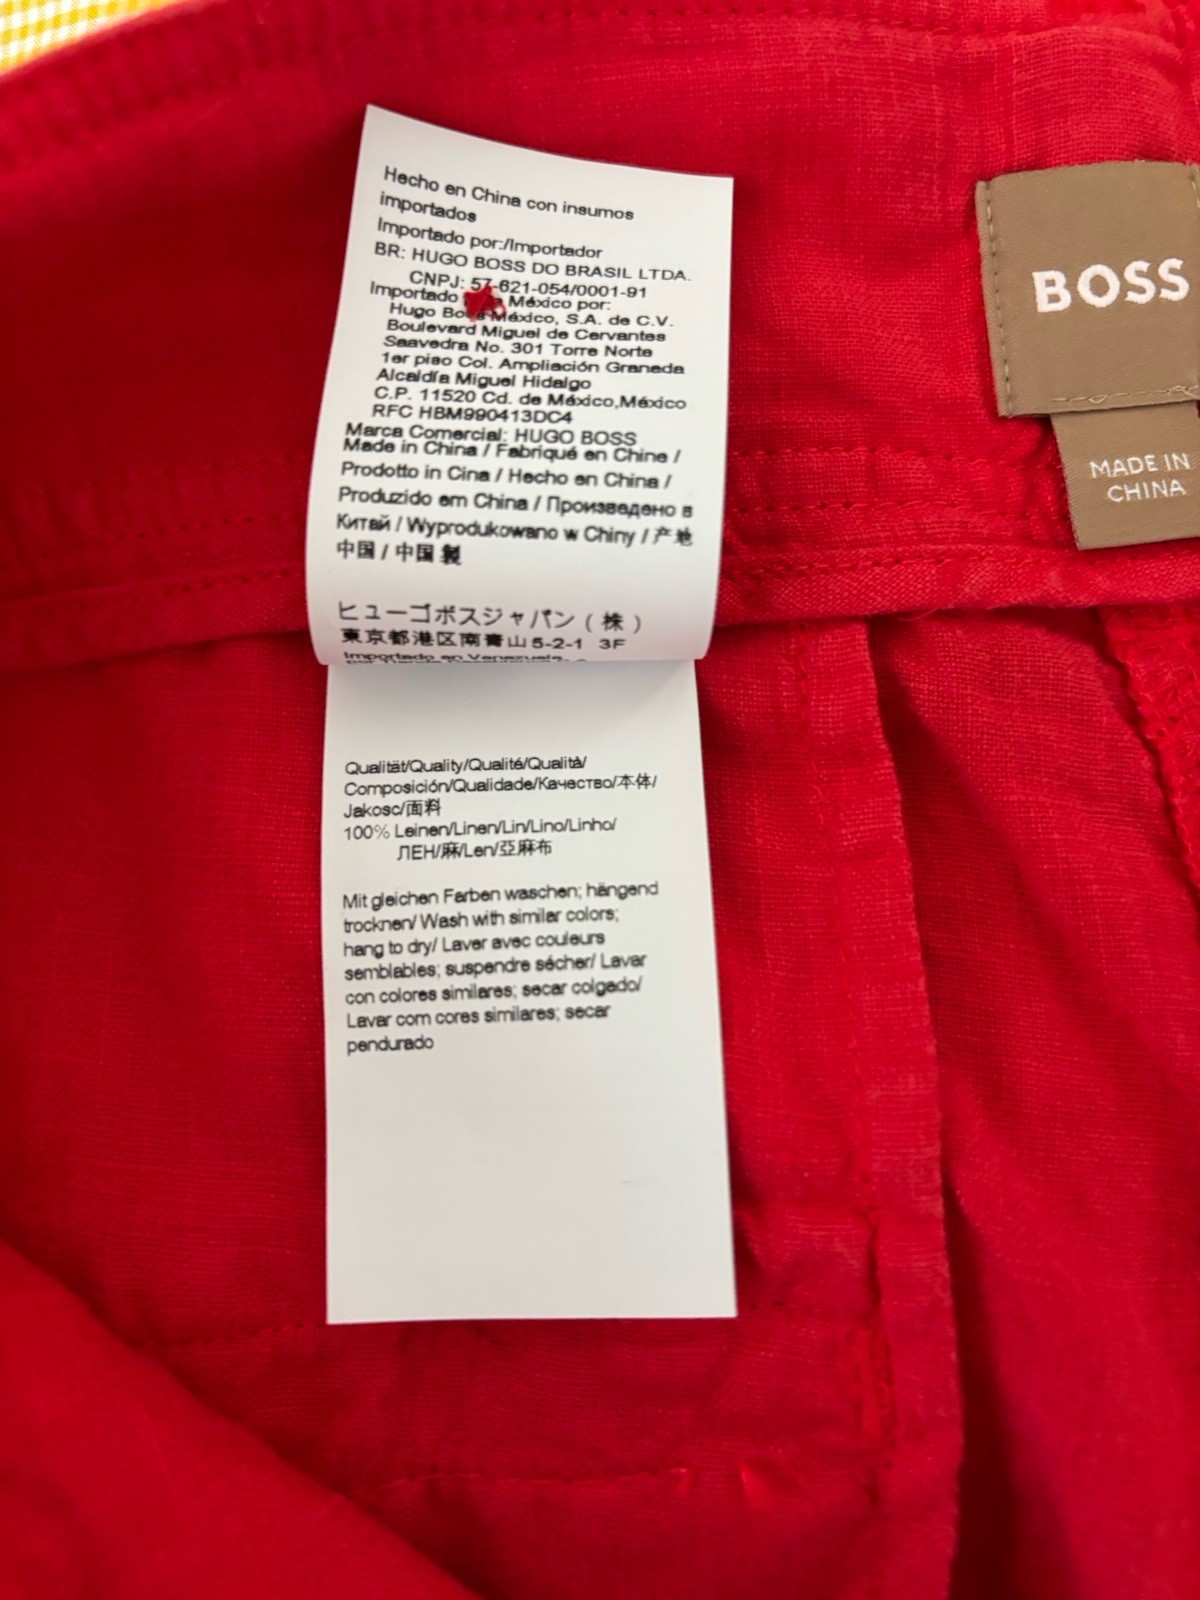 Hecho en China con insumos
importados
Importado por:/Importador
BR: HUGO BOSS DO BRASIL LTDA.
CNPJ: 57-621-054/0001-91
Importado México por:
Hugo Boss México, S.A. de C.V.
Boulevard Miguel de Cervantes
Saavedra No. 301 Torre Norte
1er piso Col. Ampliación Granada
Alcaldía Miguel Hidalgo
C.P. 11520 Cd. de México,México
RFC HBM990413DC4
Marca Comercial: HUGO BOSS
Made in China / Fabriqué en Chine /
Prodotto in Cina / Hecho en China /
Produzido em China / Произведено в
Китай / Wyprodukowano w Chiny / 产地
中国 / 中国製
ヒューゴボスジャパン ( 株 )
東京都港区南青山5-2-1 3F
Importado en Venezuela
BOSS
MADE IN
CHINA
Qualität/Quality/Qualité/Qualità/
Composición/Qualidade/Качество/本体/
Jakosc/面料
100% Leinen/Linen/Lin/Lino/Linho/
ЛЕН/麻/Len/亞麻布
Mit gleichen Farben waschen; hängend
trocknen/ Wash with similar colors;
hang to dry/ Laver avec couleurs
semblables; suspendre sécher/ Lavar
con colores similares; secar colgado/
Lavar com cores similares; secar
pendurado